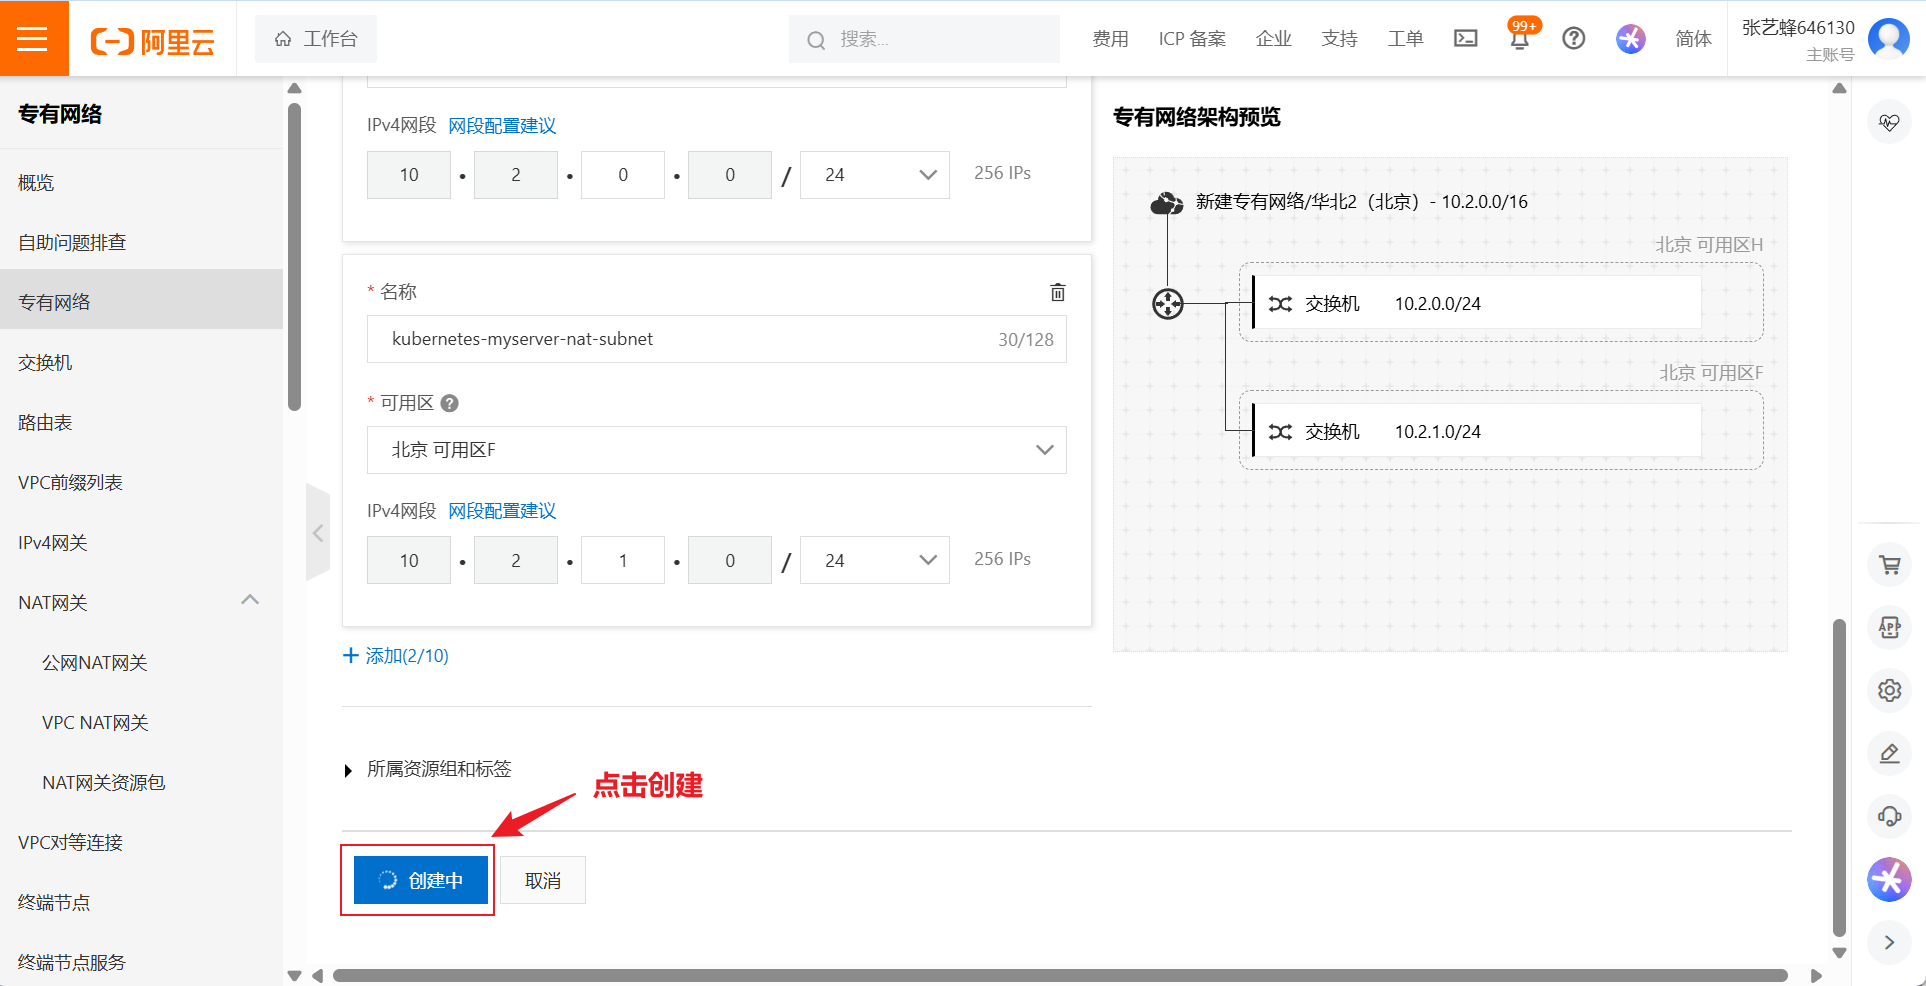 阿里云
工作台
搜索...
费用
ICP 备案
企业
支持
工单
99+
简体
张艺蜂646130
主账号
专有网络
概览
自助问题排查
专有网络
交换机
路由表
VPC前缀列表
IPv4网关
NAT网关
公网NAT网关
VPC NAT网关
NAT网关资源包
VPC对等连接
终端节点
终端节点服务
IPv4网段 网段配置建议
10 • 2 • 0 • 0 / 24 256 IPs
* 名称
kubernetes-myserver-nat-subnet 30/128
* 可用区
北京 可用区F
IPv4网段 网段配置建议
10 • 2 • 1 • 0 / 24 256 IPs
+ 添加(2/10)
所属资源组和标签
点击创建
创建中
取消
专有网络架构预览
新建专有网络/华北2（北京）- 10.2.0.0/16
北京 可用区H
交换机 10.2.0.0/24
北京 可用区F
交换机 10.2.1.0/24
APP